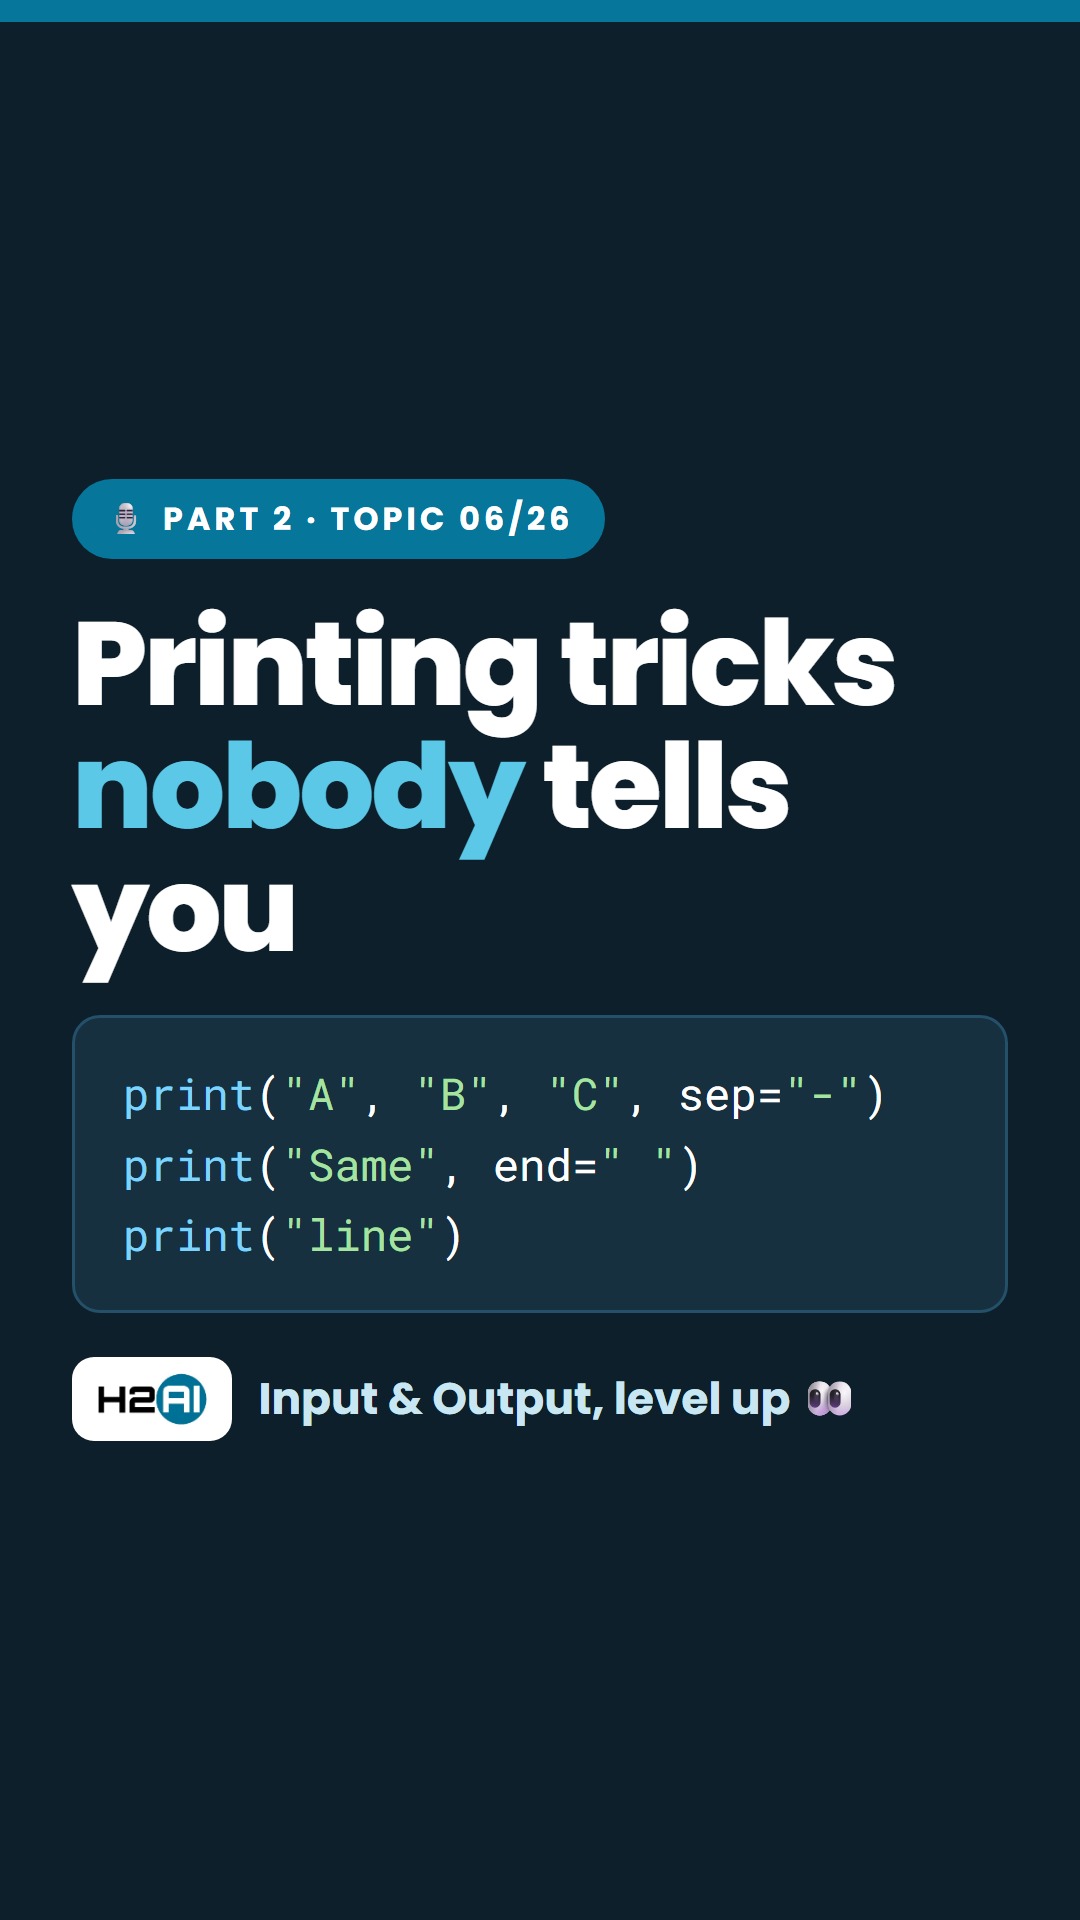 🎙️ PART 2 · TOPIC 06/26
Printing tricks
nobody tells
you
print("A", "B", "C", sep="-")
print("Same", end=" ")
print("line")
H2AI
Input & Output, level up 👀